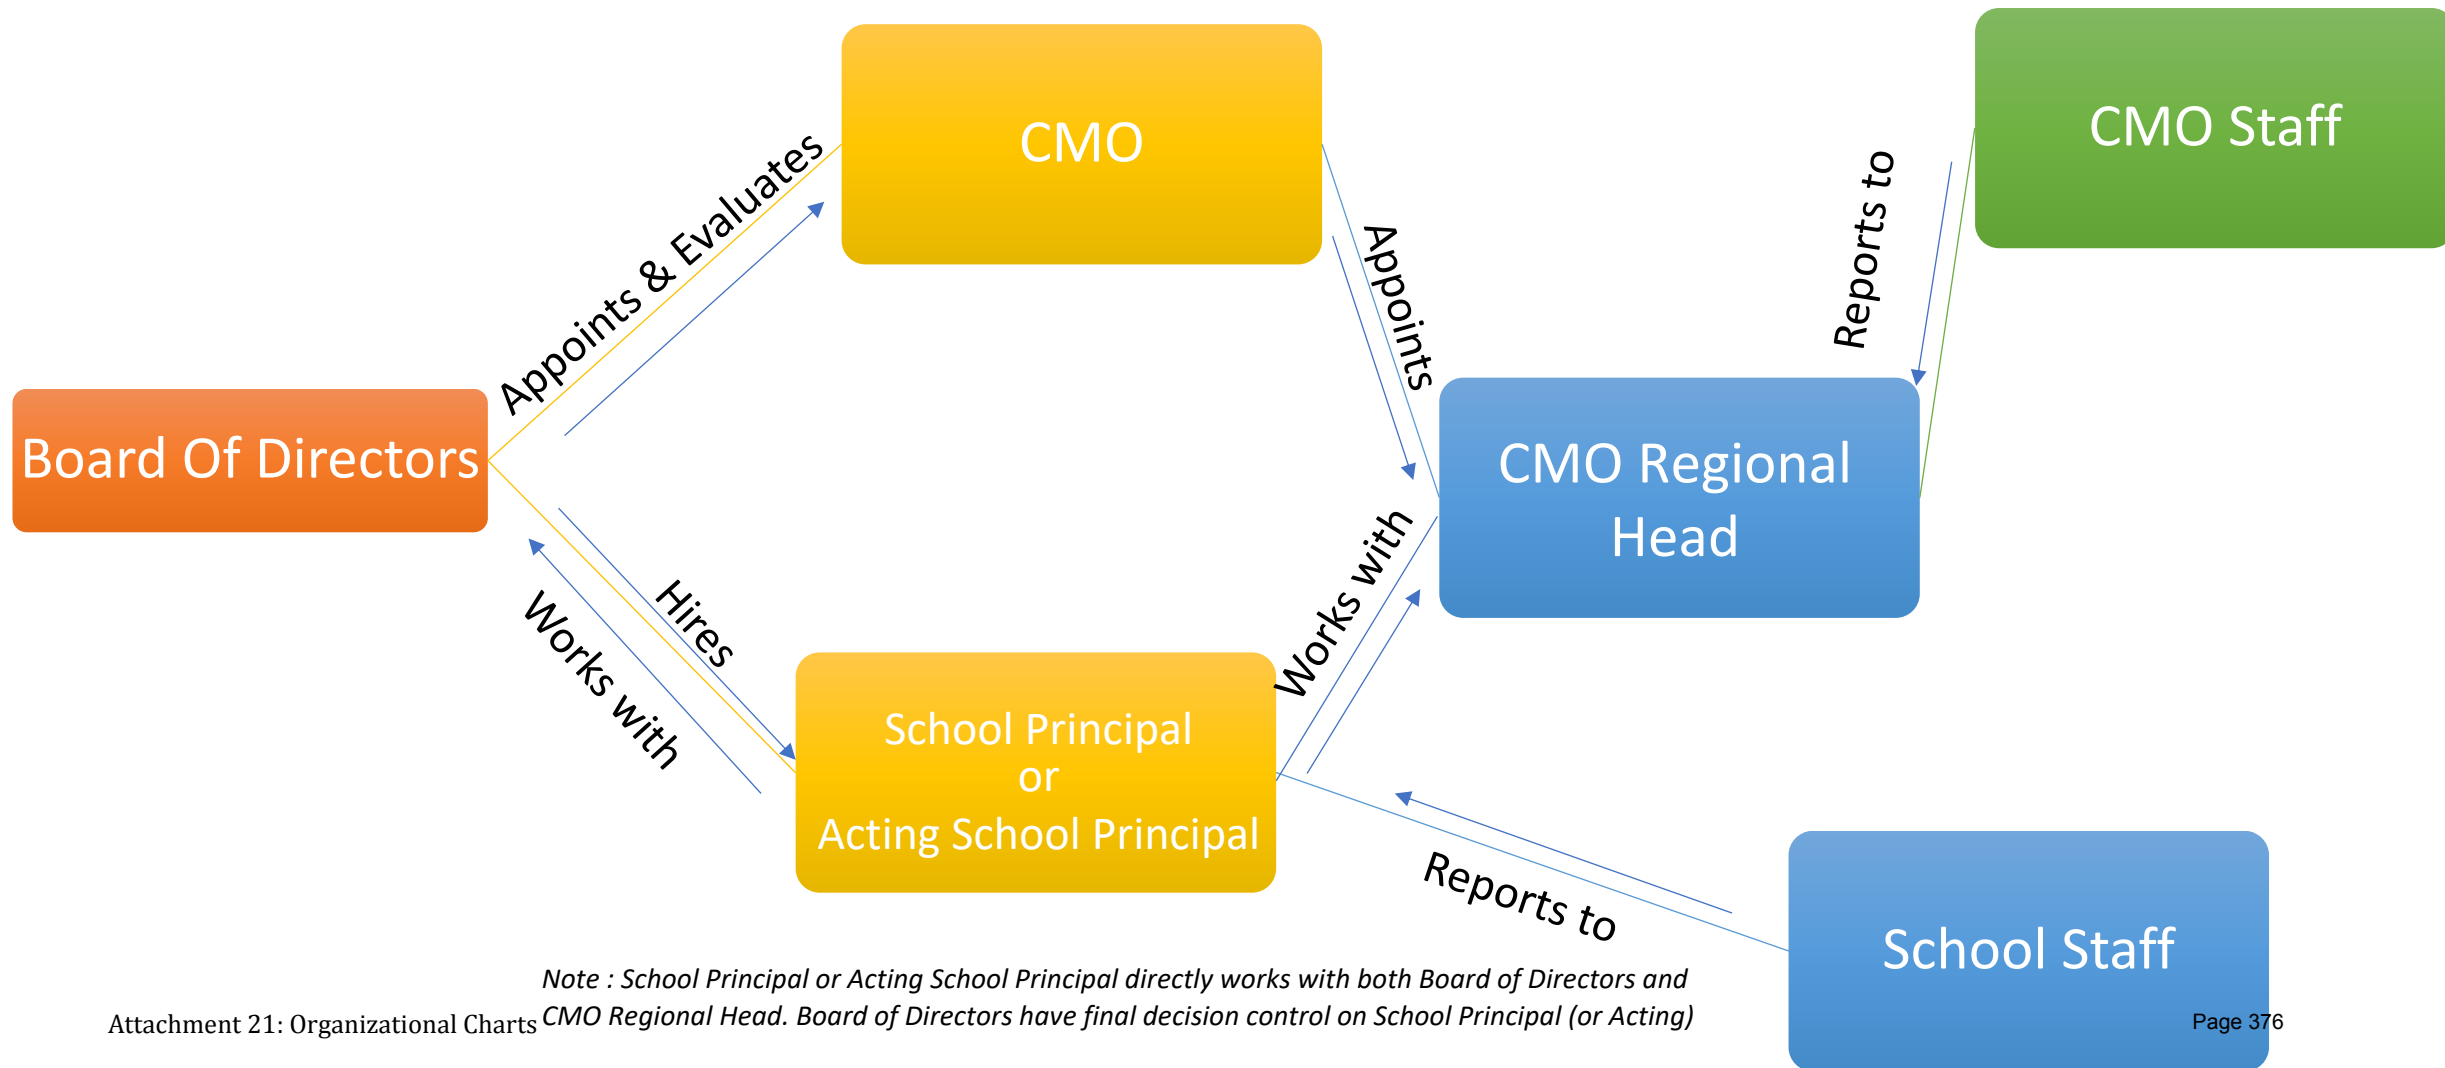 CMO
CMO Staff
Appoints & Evaluates
Appoints
Reports to
Board Of Directors
CMO Regional
Head
Hires
Works with
Works with
School Principal
or
Acting School Principal
Reports to
School Staff
Note : School Principal or Acting School Principal directly works with both Board of Directors and
CMO Regional Head. Board of Directors have final decision control on School Principal (or Acting)
Attachment 21: Organizational Charts
Page 376